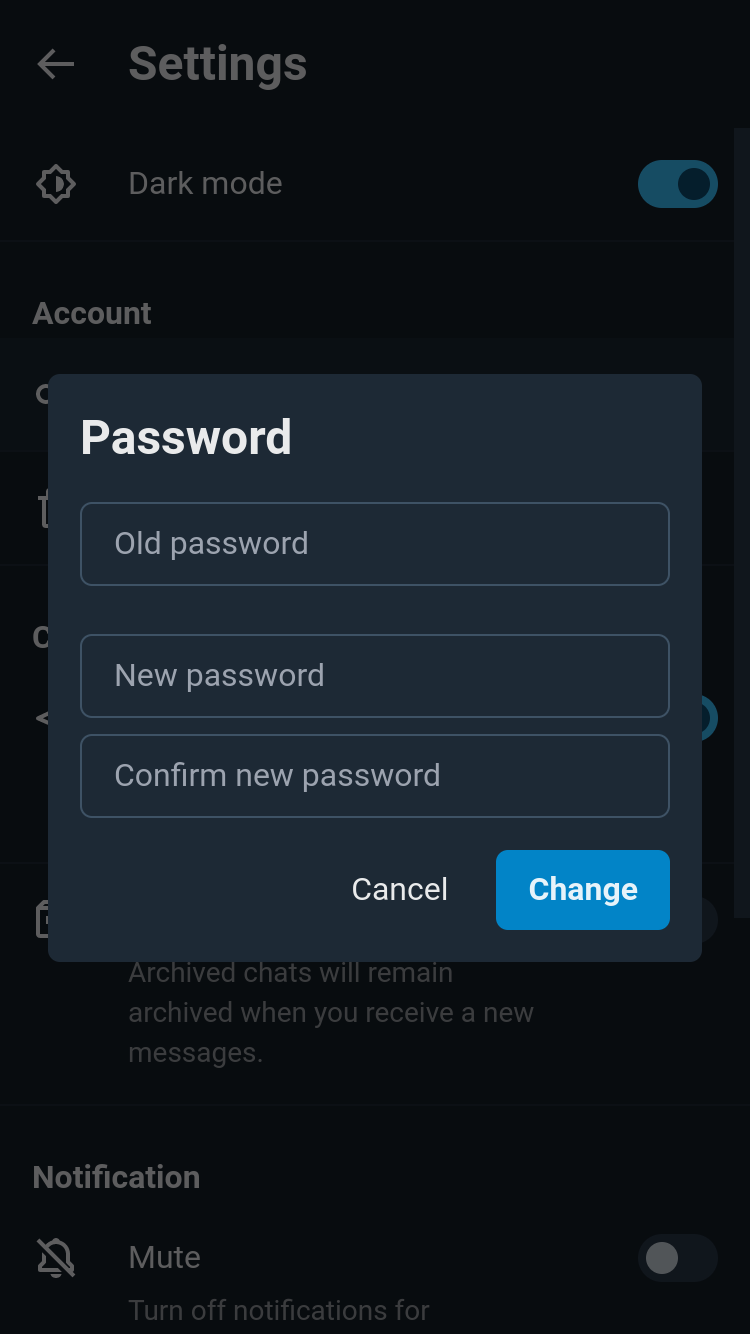 Settings
Dark mode
Account
Password
Old password
New password
Confirm new password
Cancel
Change
Archived chats will remain
archived when you receive a new
messages.
Notification
Mute
Turn off notifications for